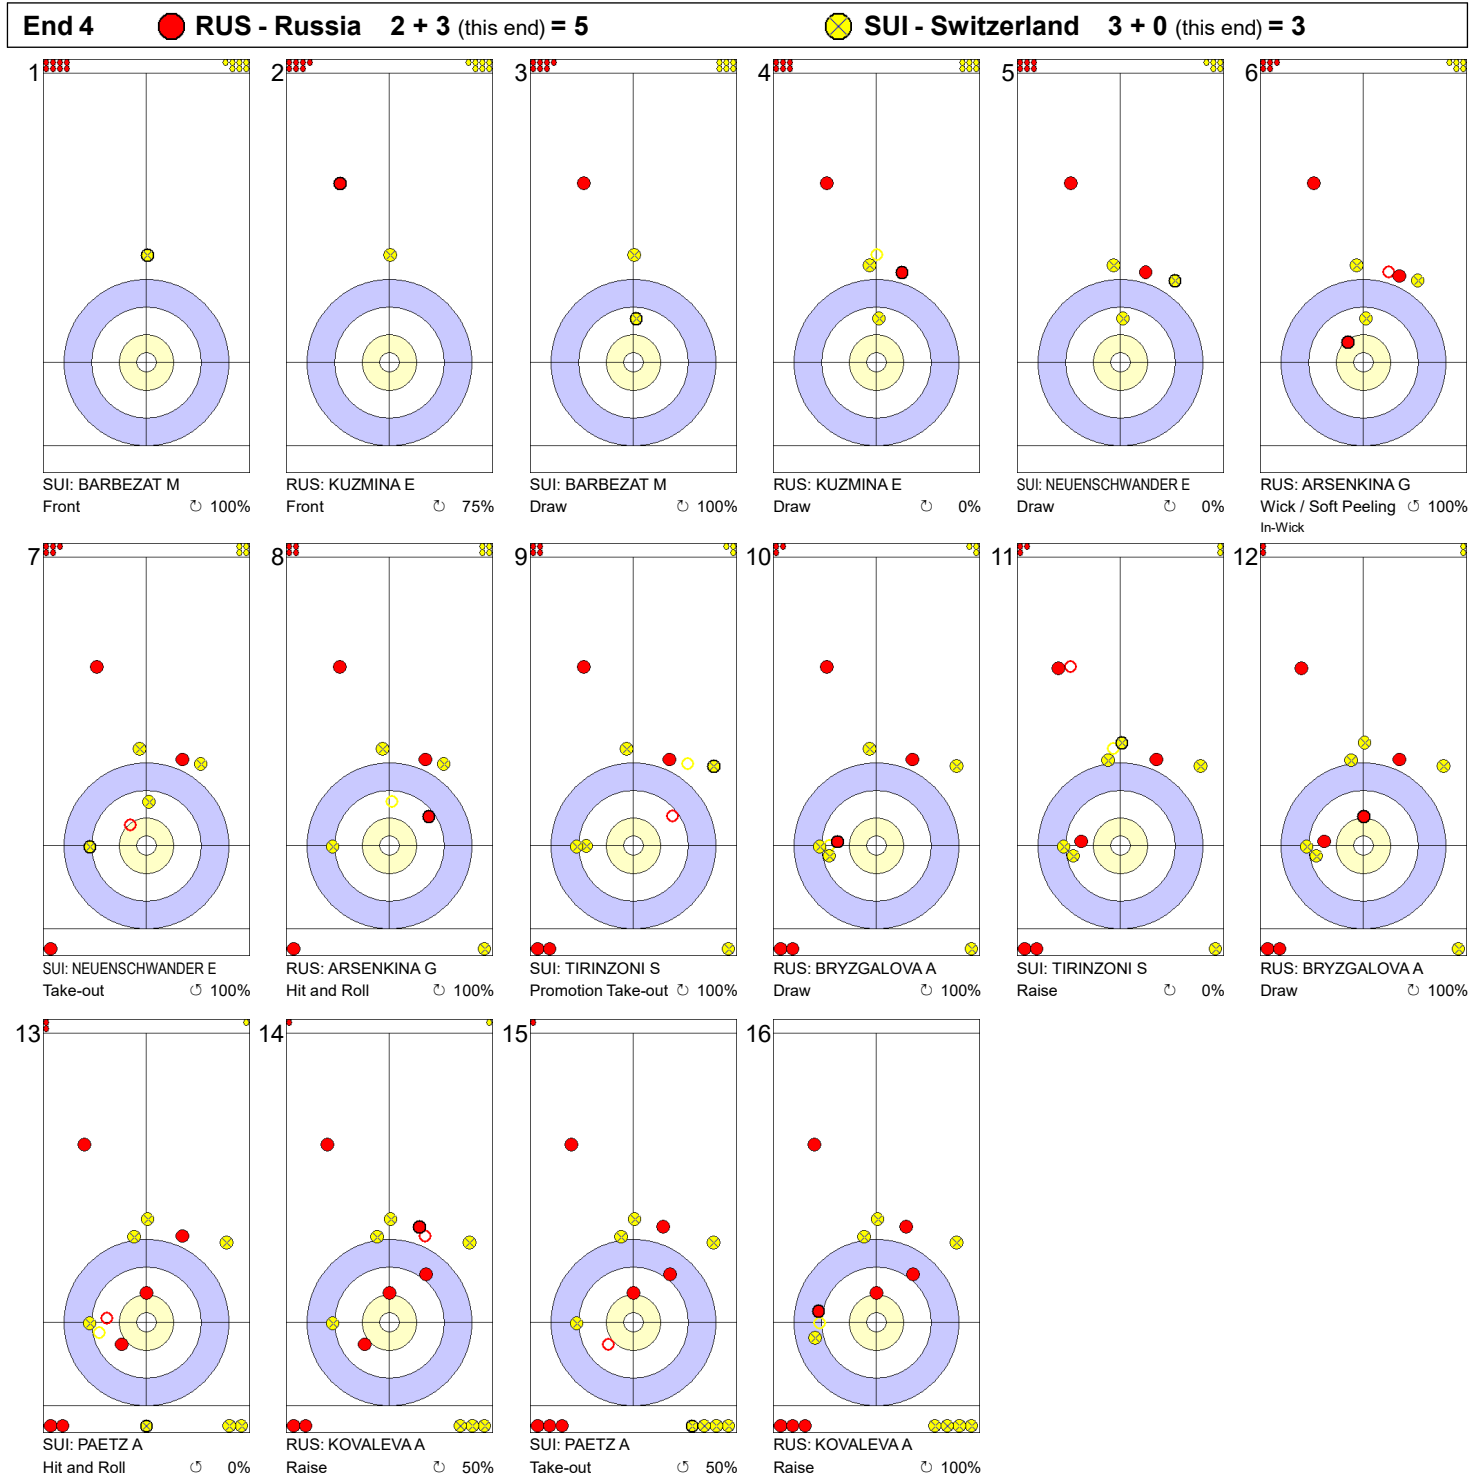 End 4 RUS - Russia 2 + 3 (this end) = 5 SUI - Switzerland 3 + 0 (this end) = 3
1 2 3 4 5 6
SUI: BARBEZAT M RUS: KUZMINA E SUI: BARBEZAT M RUS: KUZMINA E SUI: NEUENSCHWANDER E RUS: ARSENKINA G
Front ↻ 100% Front ↻ 75% Draw ↻ 100% Draw ↻ 0% Draw ↻ 0% Wick / Soft Peeling ↺ 100%
In-Wick
7 8 9 10 11 12
SUI: NEUENSCHWANDER E RUS: ARSENKINA G SUI: TIRINZONI S RUS: BRYZGALOVA A SUI: TIRINZONI S RUS: BRYZGALOVA A
Take-out ↺ 100% Hit and Roll ↻ 100% Promotion Take-out ↻ 100% Draw ↻ 100% Raise ↻ 0% Draw ↻ 100%
13 14 15 16
SUI: PAETZ A RUS: KOVALEVA A SUI: PAETZ A RUS: KOVALEVA A
Hit and Roll ↺ 0% Raise ↻ 50% Take-out ↺ 50% Raise ↻ 100%